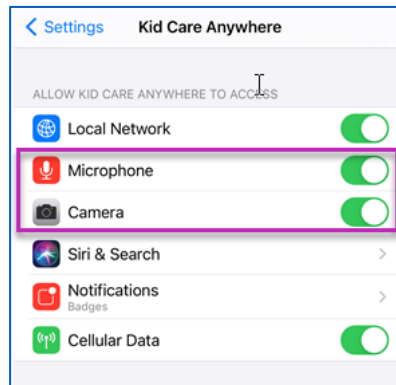 Settings Kid Care Anywhere
ALLOW KID CARE ANYWHERE TO ACCESS
Local Network
Microphone
Camera
Siri & Search
Notifications
Badges
Cellular Data